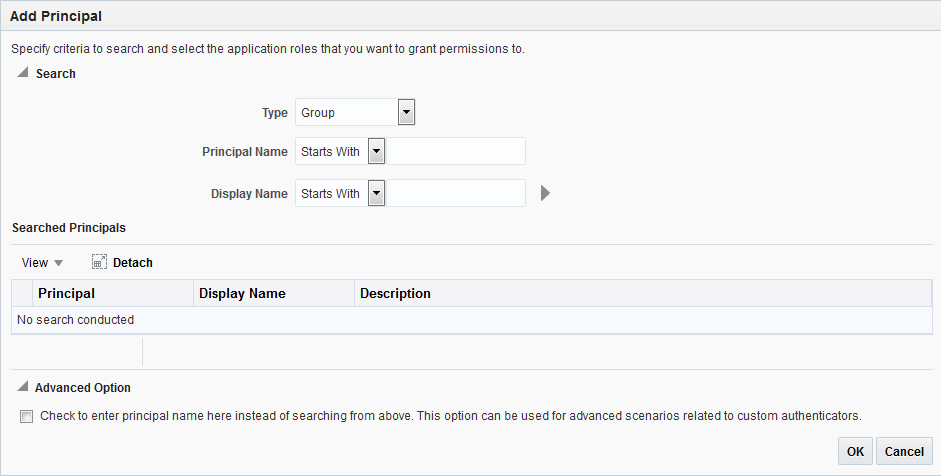 Add Principal
Specify criteria to search and select the application roles that you want to grant permissions to.
Search
Type Group
Principal Name Starts With
Display Name Starts With
Searched Principals
View Detach
Principal Display Name Description
No search conducted
Advanced Option
Check to enter principal name here instead of searching from above. This option can be used for advanced scenarios related to custom authenticators.
OK Cancel